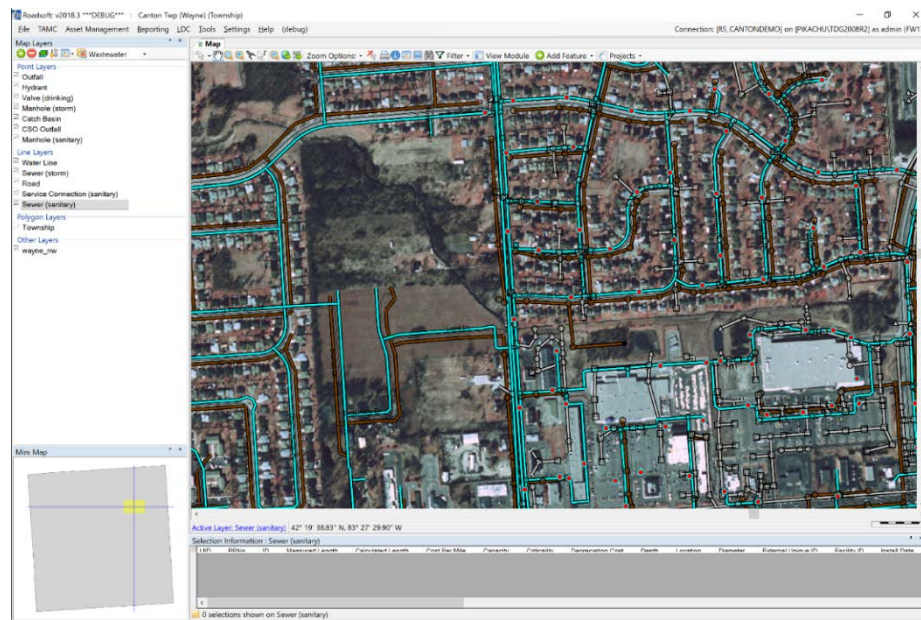 Roadsoft: v2018.3 ***DEBUG*** : Canton Twp (Wayne) (Township)
File TAMC Asset Management Reporting LDC Tools Settings Help (debug)
Connection: [RS_CANTONDEMO] on [PIKACHU\TDG2008R2] as admin (FW1
Map Layers
Wastewater
Point Layers
Outfall
Hydrant
Valve (drinking)
Manhole (storm)
Catch Basin
CSO Outfall
Manhole (sanitary)
Line Layers
Water Line
Sewer (storm)
Road
Service Connection (sanitary)
Sewer (sanitary)
Polygon Layers
Township
Other Layers
wayne_nw
Map
Zoom Options: Filter View Module Add Feature Projects
Mini Map
Active Layer: Sewer (sanitary) 42° 19' 38.83" N, 83° 27' 29.90" W
Selection Information : Sewer (sanitary)
UID PRNo ID Measured Length Calculated Length Cost Per Mile Capacity Criticality Depreciation Cost Depth Location Diameter External Unique ID Facility ID Install Date
0 selections shown on Sewer (sanitary)